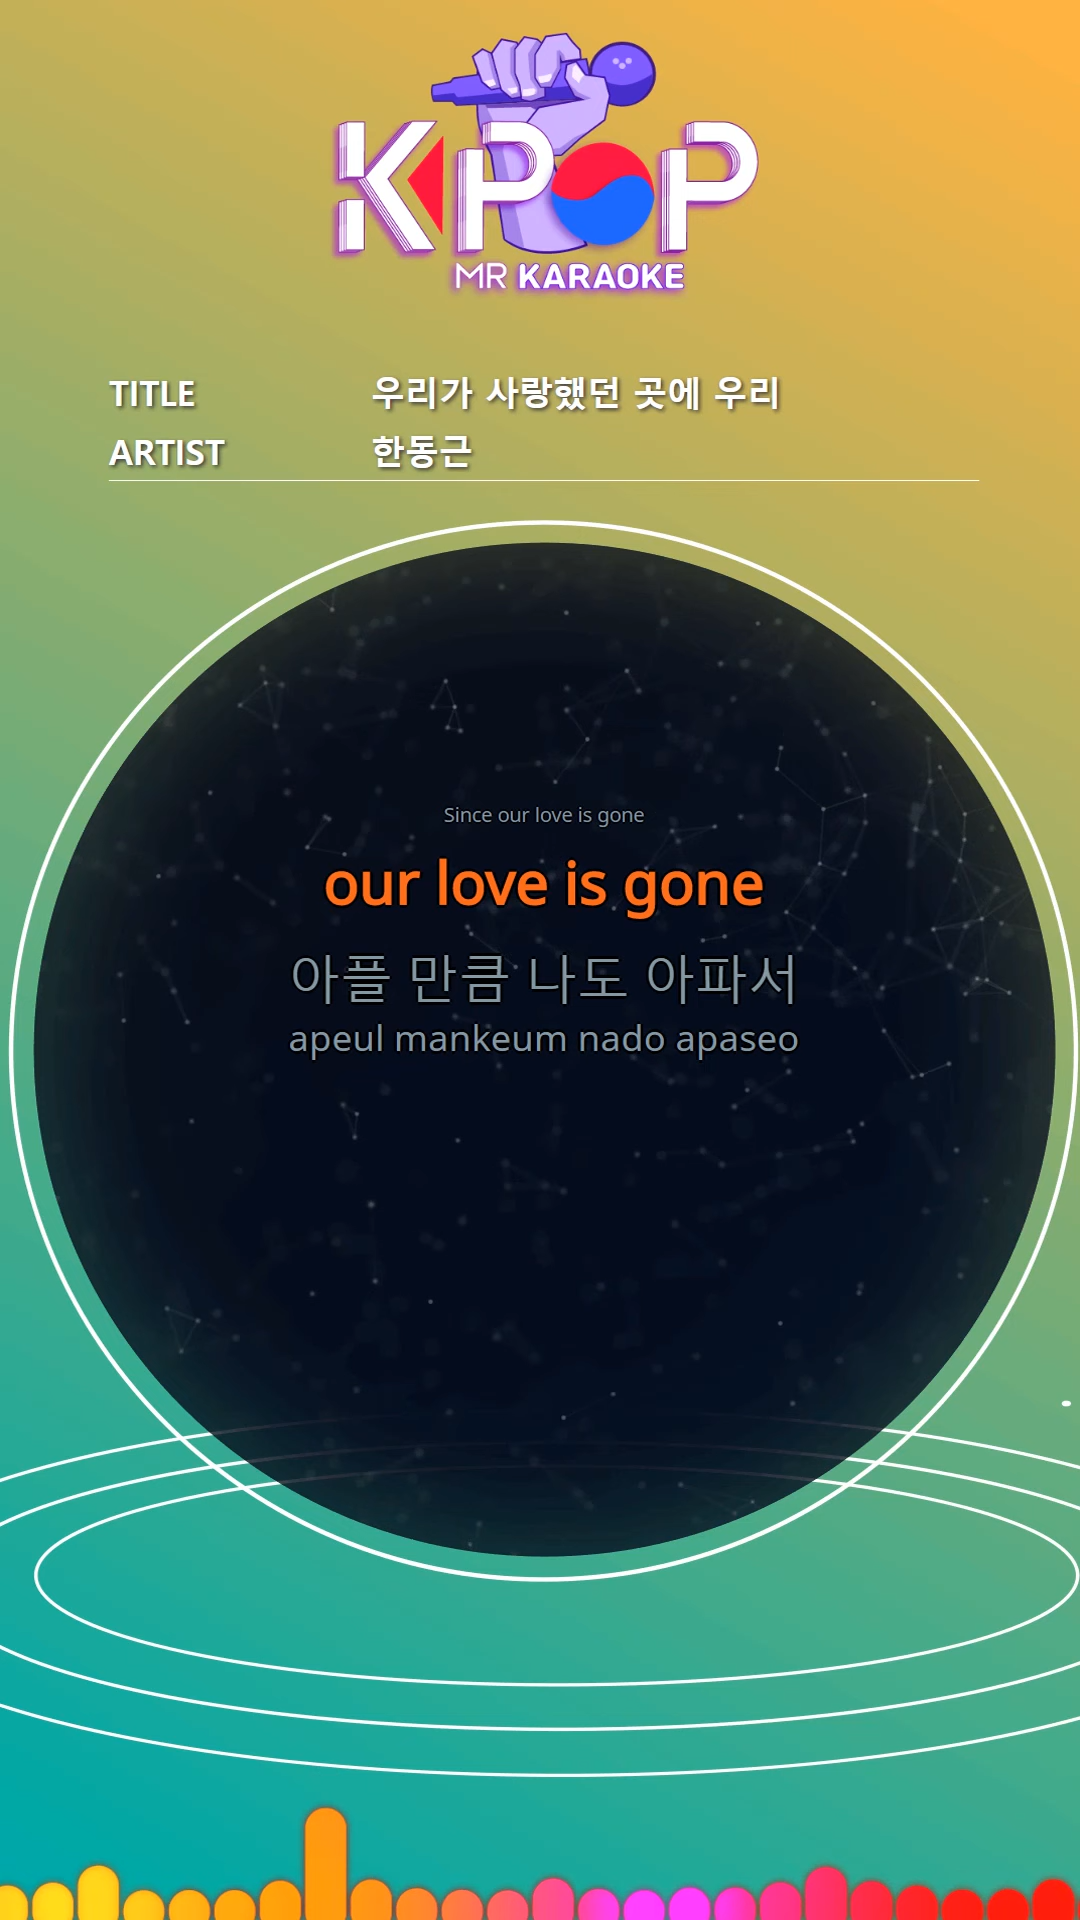 KPOP
MR KARAOKE
TITLE 우리가 사랑했던 곳에 우리
ARTIST 한동근
Since our love is gone
our love is gone
아플 만큼 나도 아파서
apeul mankeum nado apaseo